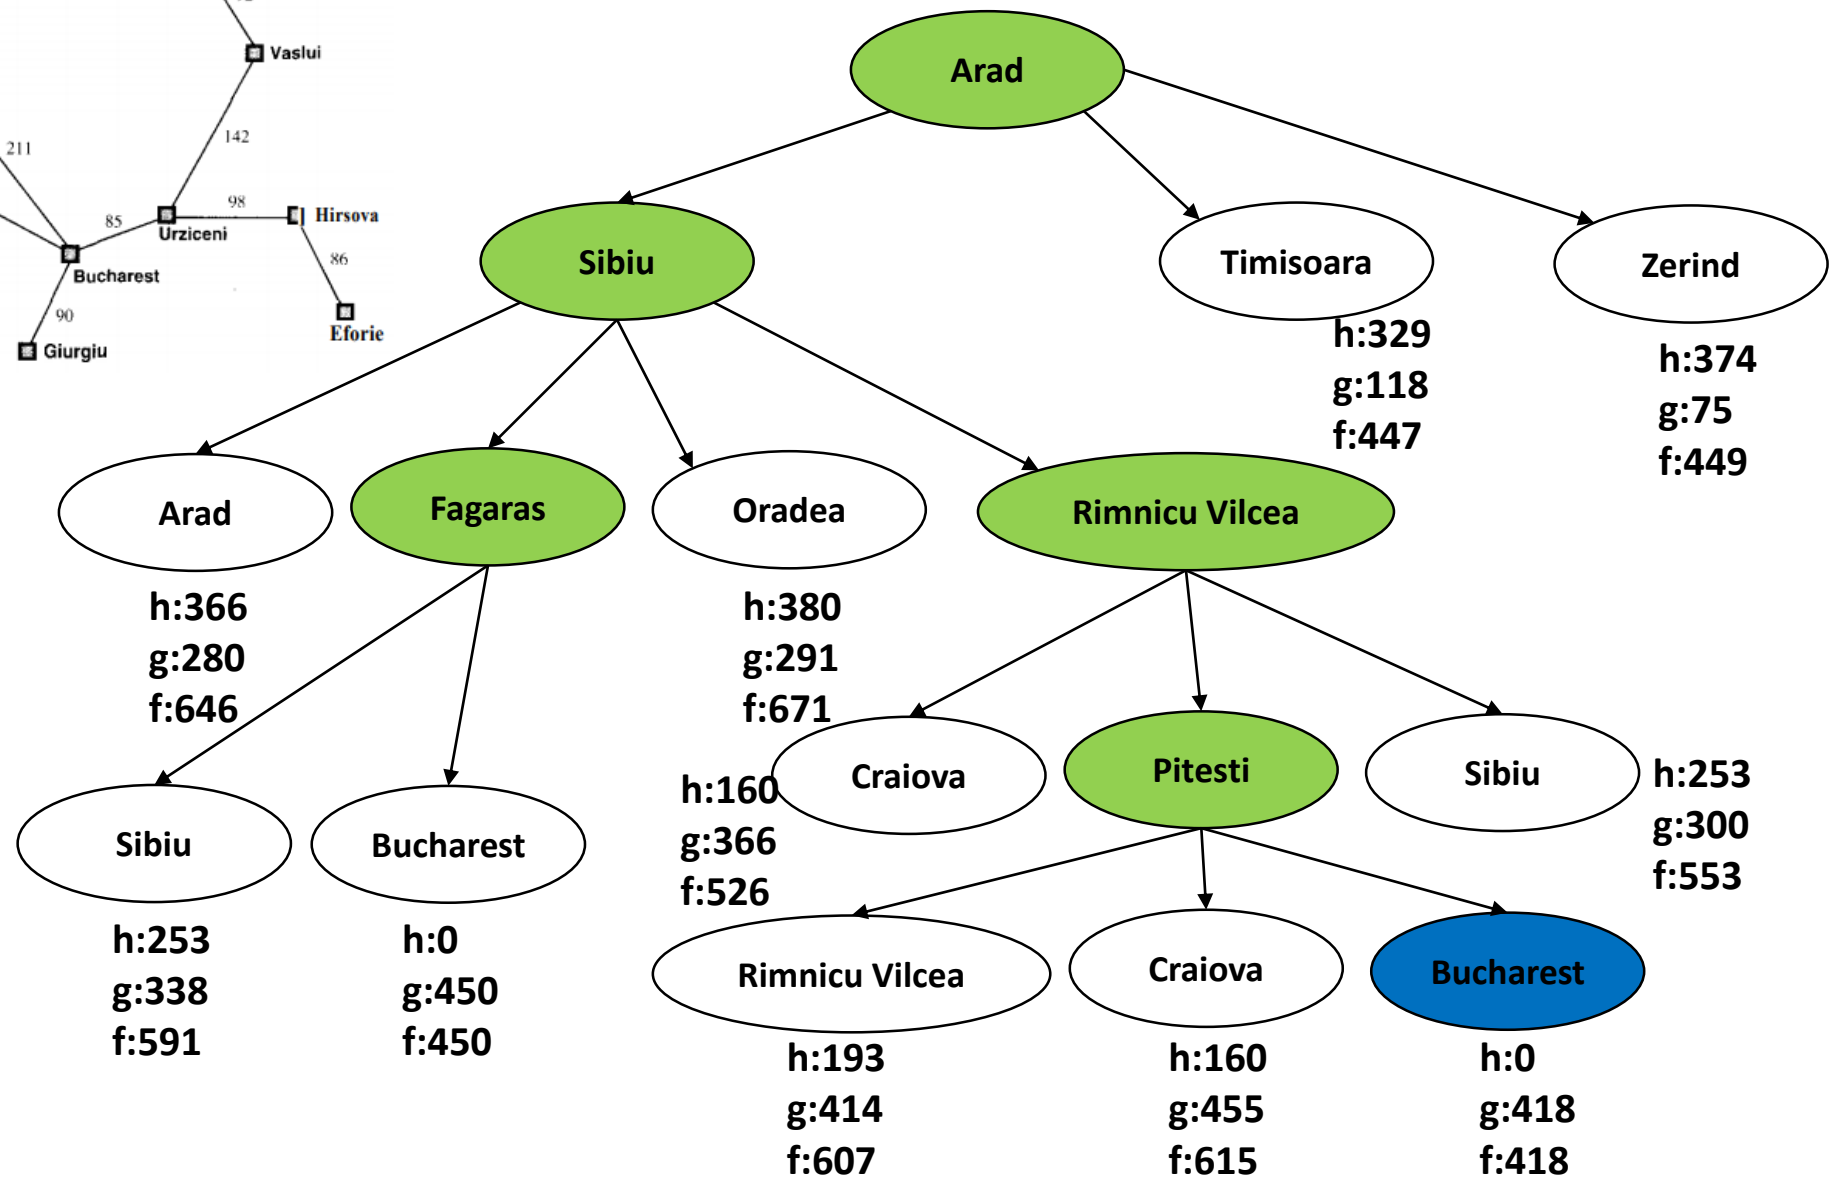 Vaslui
211
142
98
Hirsova
85
Urziceni
86
Bucharest
90
Eforie
Giurgiu
Arad
Sibiu
Timisoara
Zerind
h:329
g:118
f:447
h:374
g:75
f:449
Arad
Fagaras
Oradea
Rimnicu Vilcea
h:366
g:280
f:646
h:380
g:291
f:671
Craiova
Pitesti
Sibiu
h:160
g:366
f:526
h:253
g:300
f:553
Sibiu
Bucharest
h:253
g:338
f:591
h:0
g:450
f:450
Rimnicu Vilcea
Craiova
Bucharest
h:193
g:414
f:607
h:160
g:455
f:615
h:0
g:418
f:418